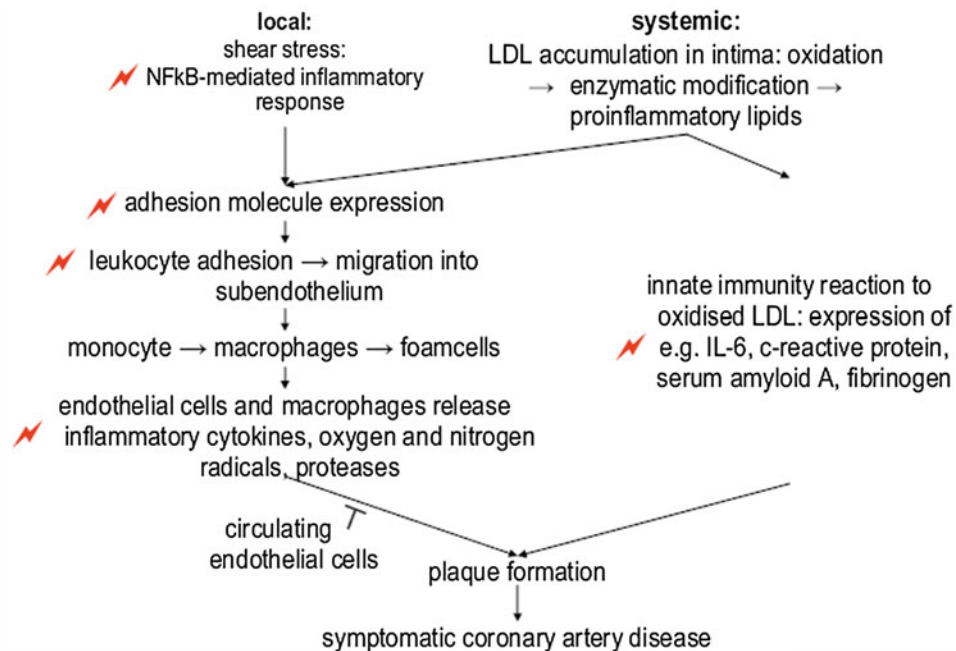 local:
shear stress:
NFkB-mediated inflammatory
response
systemic:
LDL accumulation in intima: oxidation
→ enzymatic modification →
proinflammatory lipids
adhesion molecule expression
leukocyte adhesion → migration into
subendothelium
monocyte → macrophages → foamcells
endothelial cells and macrophages release
inflammatory cytokines, oxygen and nitrogen
radicals, proteases
innate immunity reaction to
oxidised LDL: expression of
e.g. IL-6, c-reactive protein,
serum amyloid A, fibrinogen
circulating
endothelial cells
plaque formation
symptomatic coronary artery disease